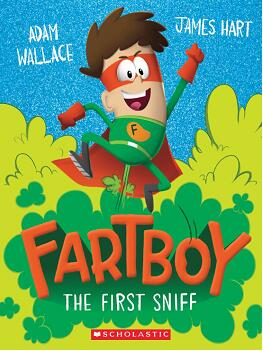 ADAM
WALLACE
JAMES HART
F
FARTBOY
THE FIRST SNIFF
SCHOLASTIC